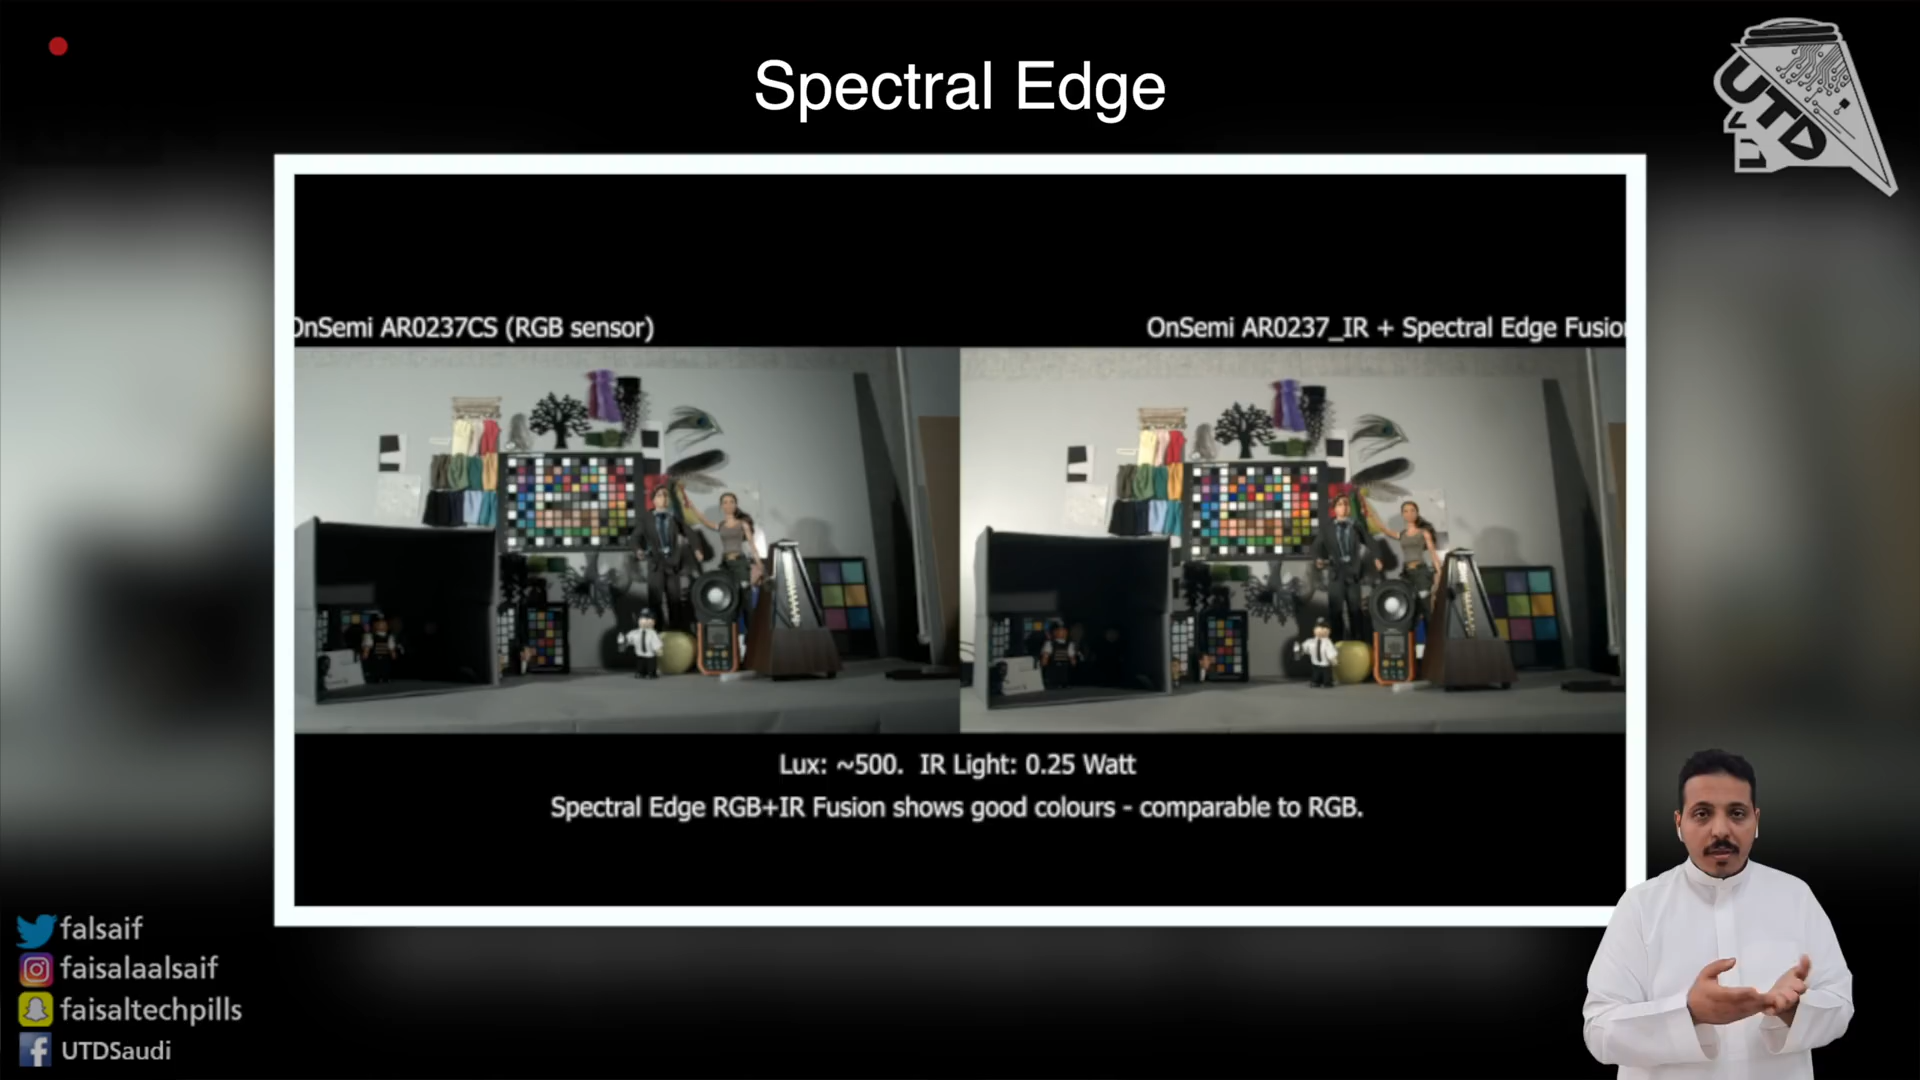 Spectral Edge
UTD
OnSemi AR0237CS (RGB sensor)
OnSemi AR0237_IR + Spectral Edge Fusion
Lux: ~500.  IR Light: 0.25 Watt
Spectral Edge RGB+IR Fusion shows good colours - comparable to RGB.
falsaif
faisalaalsaif
faisaltechpills
UTDSaudi